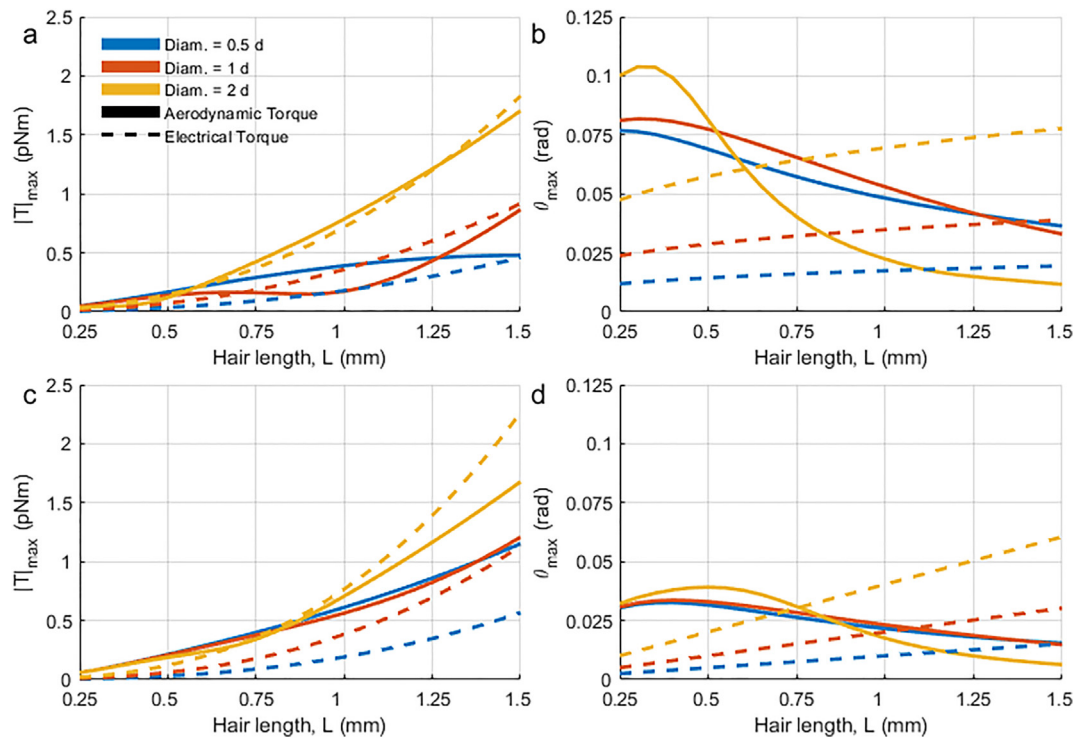 a
2.5
2
1.5
1
0.5
0
|T|max (pNm)
Diam. = 0.5 d
Diam. = 1 d
Diam. = 2 d
Aerodynamic Torque
Electrical Torque
0.25 0.5 0.75 1 1.25 1.5
Hair length, L (mm)
b
0.125
0.1
0.075
0.05
0.025
0
θmax (rad)
0.25 0.5 0.75 1 1.25 1.5
Hair length, L (mm)
c
2.5
2
1.5
1
0.5
0
|T|max (pNm)
0.25 0.5 0.75 1 1.25 1.5
Hair length, L (mm)
d
0.125
0.1
0.075
0.05
0.025
0
θmax (rad)
0.25 0.5 0.75 1 1.25 1.5
Hair length, L (mm)